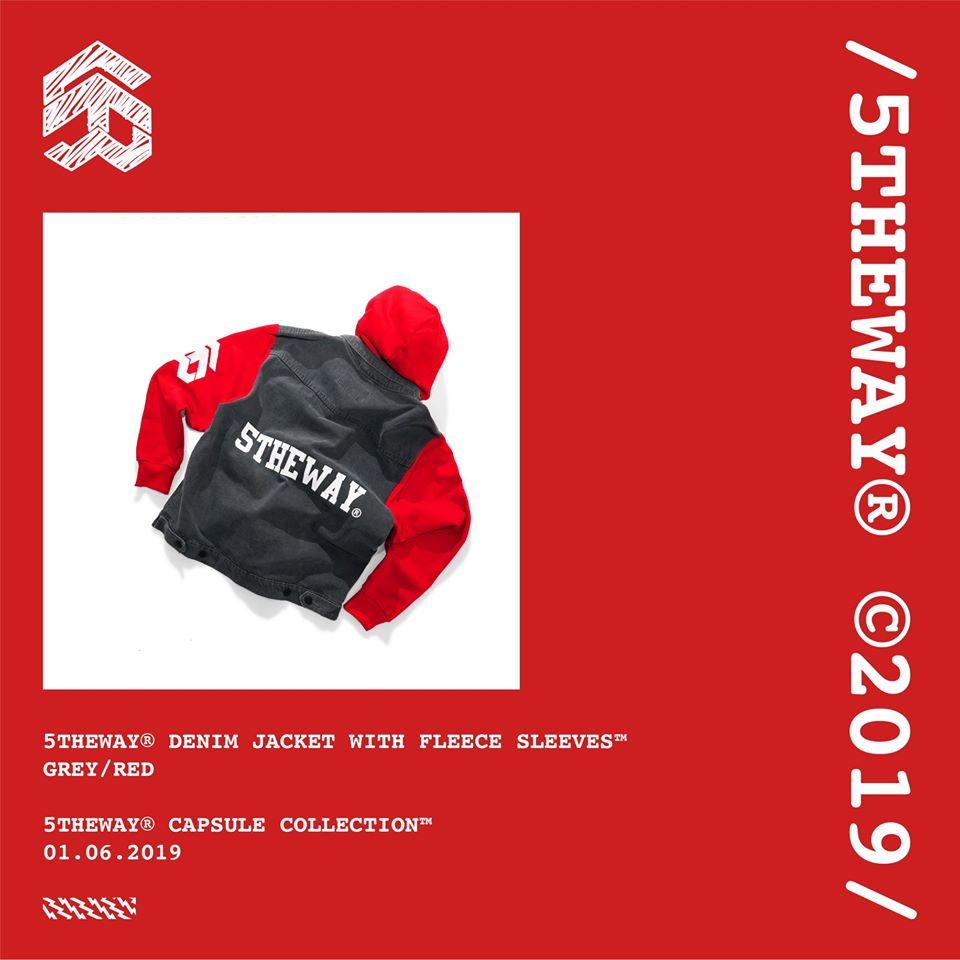 5THEWAY®
5THEWAY® DENIM JACKET WITH FLEECE SLEEVES™
GREY/RED
5THEWAY® CAPSULE COLLECTION™
01.06.2019
/5THEWAY® ©2019/